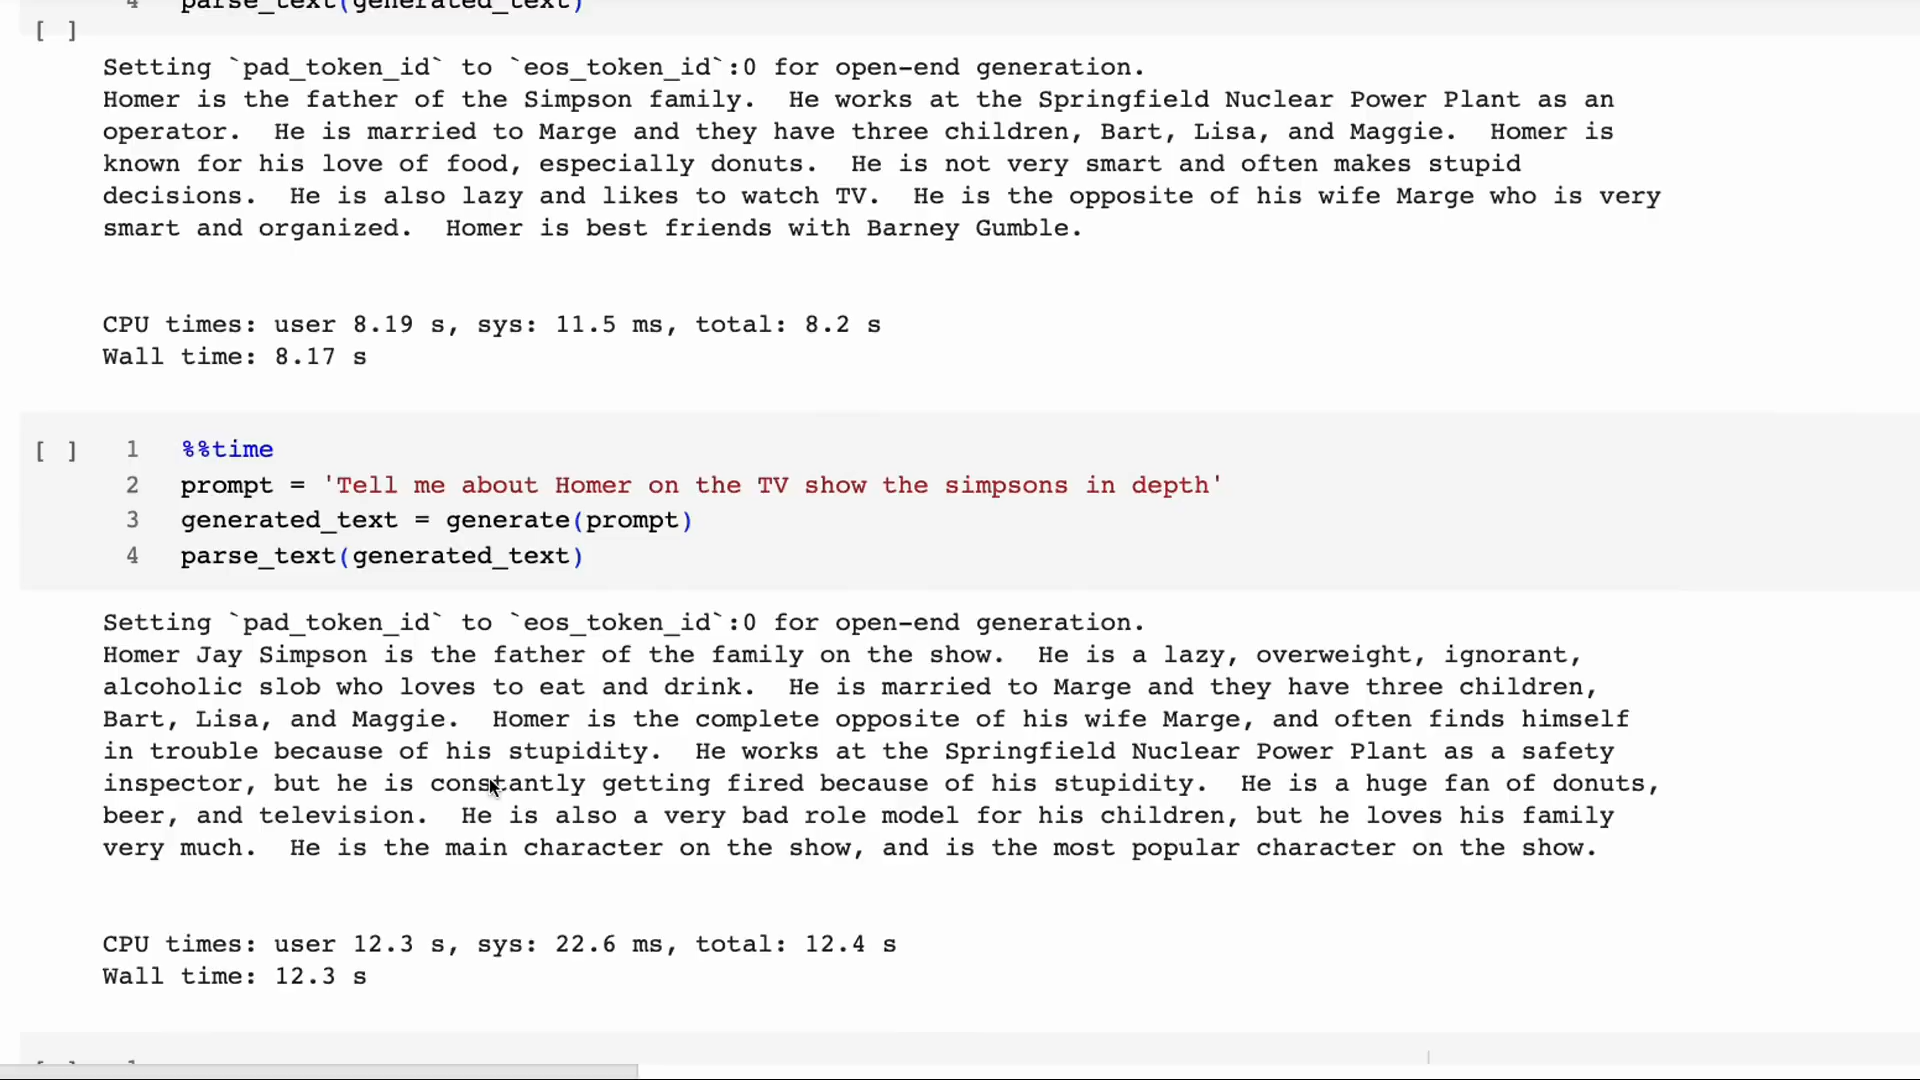 4 parse_text(generated_text)
[ ]
Setting `pad_token_id` to `eos_token_id`:0 for open-end generation.
Homer is the father of the Simpson family.  He works at the Springfield Nuclear Power Plant as an
operator.  He is married to Marge and they have three children, Bart, Lisa, and Maggie.  Homer is
known for his love of food, especially donuts.  He is not very smart and often makes stupid
decisions.  He is also lazy and likes to watch TV.  He is the opposite of his wife Marge who is very
smart and organized.  Homer is best friends with Barney Gumble.
CPU times: user 8.19 s, sys: 11.5 ms, total: 8.2 s
Wall time: 8.17 s
[ ] 1 %%time
2 prompt = 'Tell me about Homer on the TV show the simpsons in depth'
3 generated_text = generate(prompt)
4 parse_text(generated_text)
Setting `pad_token_id` to `eos_token_id`:0 for open-end generation.
Homer Jay Simpson is the father of the family on the show.  He is a lazy, overweight, ignorant,
alcoholic slob who loves to eat and drink.  He is married to Marge and they have three children,
Bart, Lisa, and Maggie.  Homer is the complete opposite of his wife Marge, and often finds himself
in trouble because of his stupidity.  He works at the Springfield Nuclear Power Plant as a safety
inspector, but he is constantly getting fired because of his stupidity.  He is a huge fan of donuts,
beer, and television.  He is also a very bad role model for his children, but he loves his family
very much.  He is the main character on the show, and is the most popular character on the show.
CPU times: user 12.3 s, sys: 22.6 ms, total: 12.4 s
Wall time: 12.3 s
[ ] 1